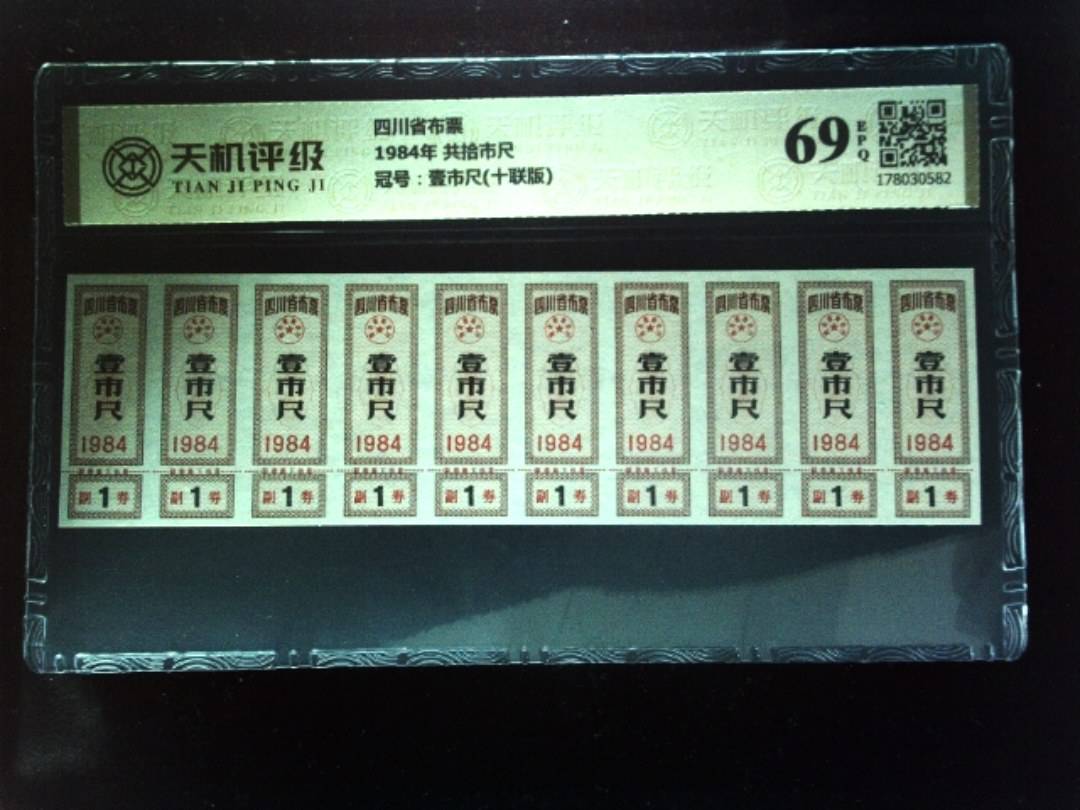 天机评级
TIAN JI PING JI
四川省布票
1984年 共拾市尺
冠号：壹市尺(十联版)
69
EPQ
178030582
四川省布票 四川省布票 四川省布票 四川省布票 四川省布票 四川省布票 四川省布票 四川省布票 四川省布票 四川省布票
壹市尺 壹市尺 壹市尺 壹市尺 壹市尺 壹市尺 壹市尺 壹市尺 壹市尺 壹市尺
1984 1984 1984 1984 1984 1984 1984 1984 1984 1984
副1券 副1券 副1券 副1券 副1券 副1券 副1券 副1券 副1券 副1券